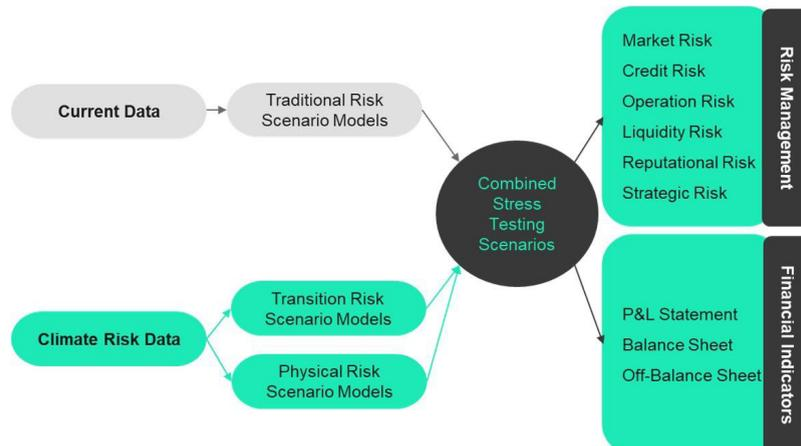 Current Data
Traditional Risk
Scenario Models
Climate Risk Data
Transition Risk
Scenario Models
Physical Risk
Scenario Models
Combined
Stress
Testing
Scenarios
Market Risk
Credit Risk
Operation Risk
Liquidity Risk
Reputational Risk
Strategic Risk
Risk Management
P&L Statement
Balance Sheet
Off-Balance Sheet
Financial Indicators